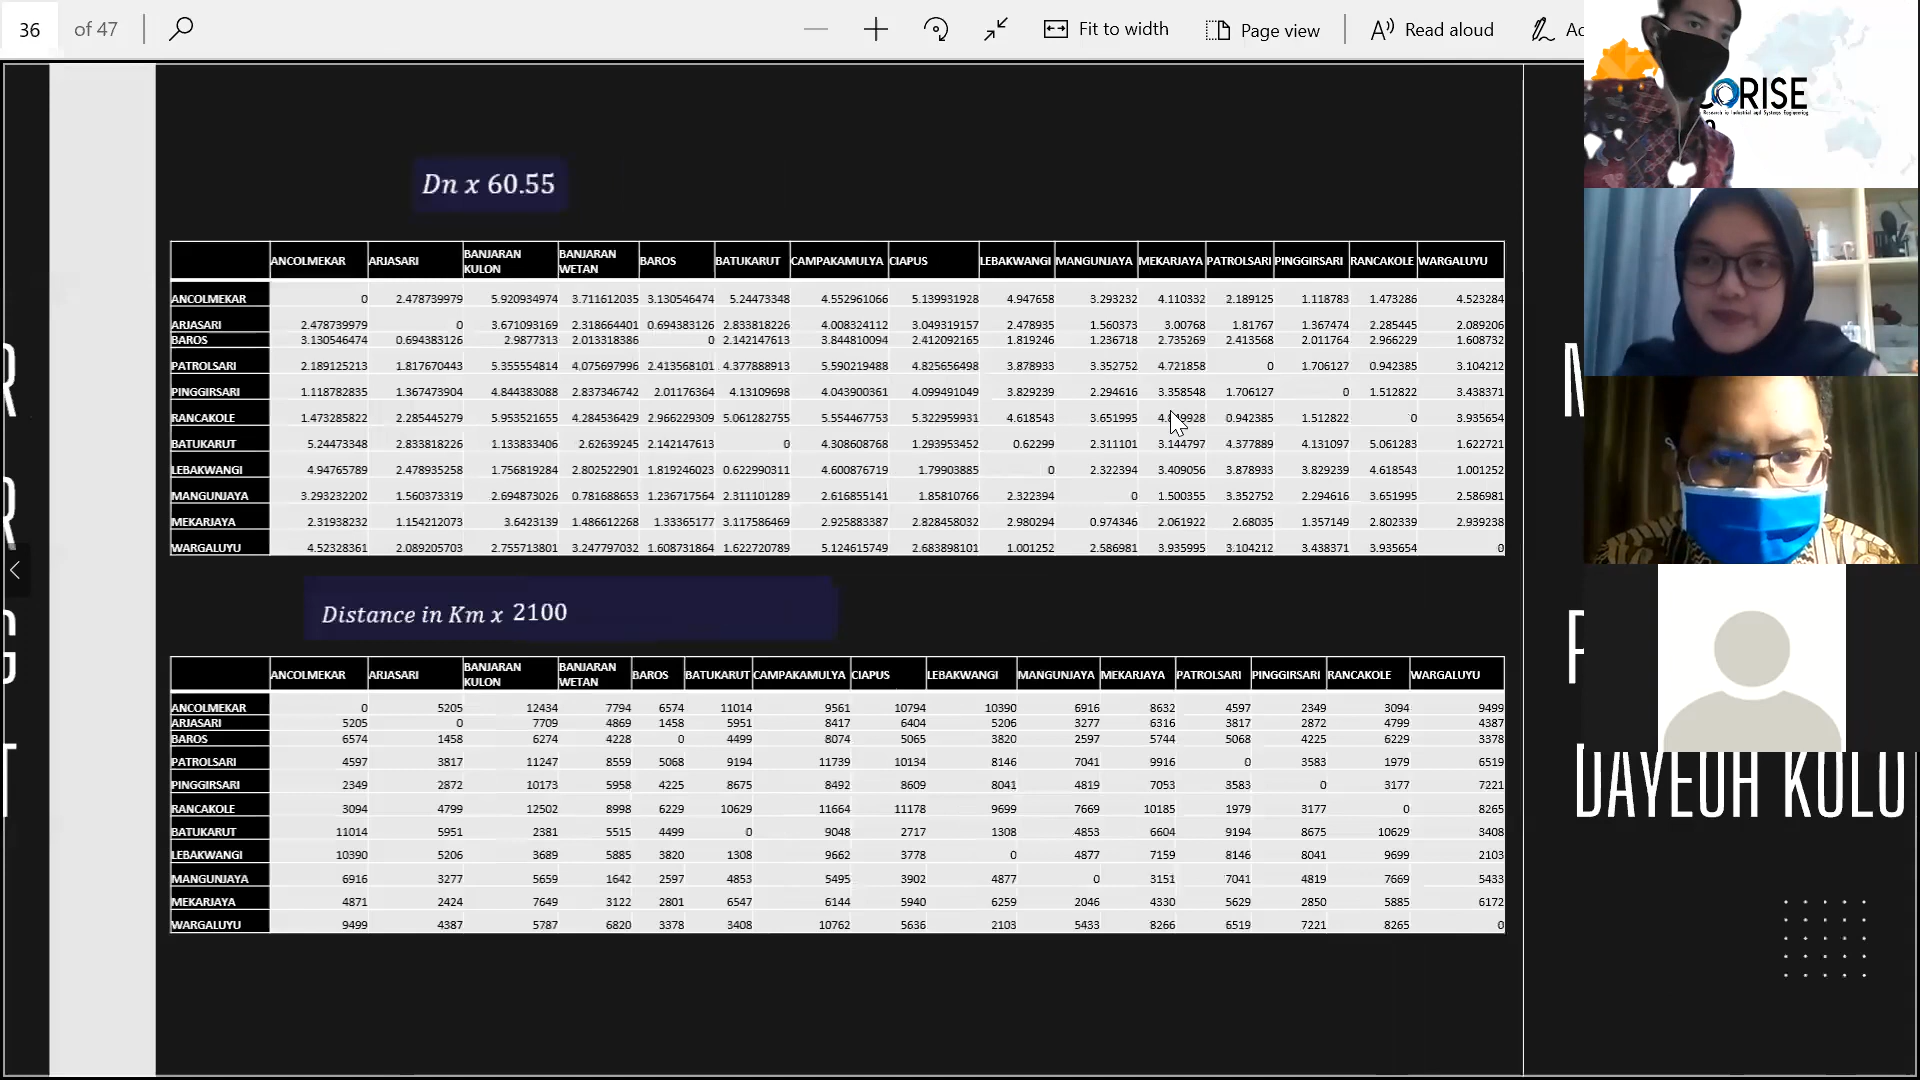 36 of 47 Fit to width Page view Read aloud
RISE
Dn x 60.55
ANCOLMEKAR ARJASARI BANJARAN KULON BANJARAN WETAN BAROS BATUKARUT CAMPAKAMULYA CIAPUS LEBAKWANGI MANGUNJAYA MEKARJAYA PATROLSARI PINGGIRSARI RANCAKOLE WARGALUYU
ANCOLMEKAR 0 2.478739979 5.920934974 3.711612035 3.130546474 5.24473348 4.552961066 5.139931928 4.947658 3.293232 4.110332 2.189125 1.118783 1.473286 4.523284
ARJASARI 2.478739979 0 3.671093169 2.318664401 0.694383126 2.833818226 4.008324112 3.049319157 2.478935 1.560373 3.00768 1.81767 1.367474 2.285445 2.089206
BAROS 3.130546474 0.694383126 2.9877313 2.013318386 0 2.142147613 3.844810094 2.412092165 1.819246 1.236718 2.735269 2.413568 2.011764 2.966229 1.608732
PATROLSARI 2.189125213 1.817670443 5.355554814 4.075697996 2.413568101 4.377888913 5.590219488 4.825656498 3.878933 3.352752 4.721858 0 1.706127 0.942385 3.104212
PINGGIRSARI 1.118782835 1.367473904 4.844383088 2.837346742 2.01176364 4.13109698 4.043900361 4.099491049 3.829239 2.294616 3.358548 1.706127 0 1.512822 3.438371
RANCAKOLE 1.473285822 2.285445279 5.953521655 4.284536429 2.966229309 5.061282755 5.554467753 5.322959931 4.618543 3.651995 0.942385 1.512822 0 3.935654
BATUKARUT 5.24473348 2.833818226 1.133833406 2.62639245 2.142147613 0 4.308608768 1.293953452 0.62299 2.311101 3.144797 4.377889 4.131097 5.061283 1.622721
LEBAKWANGI 4.94765789 2.478935258 1.756819284 2.802522901 1.819246023 0.622990311 4.600876719 1.79903885 0 2.322394 3.409056 3.878933 3.829239 4.618543 1.001252
MANGUNJAYA 3.293232202 1.560373319 2.694873026 0.781688653 1.236717564 2.311101289 2.616855141 1.85810766 2.322394 0 1.500355 3.352752 2.294616 3.651995 2.586981
MEKARJAYA 2.31938232 1.154212073 3.6423139 1.486612268 1.33365177 3.117586469 2.925883387 2.828458032 2.980294 0.974346 2.061922 2.68035 1.357149 2.802339 2.939238
WARGALUYU 4.52328361 2.089205703 2.755713801 3.247797032 1.608731864 1.622720789 5.124615749 2.683898101 1.001252 2.586981 3.935995 3.104212 3.438371 3.935654 0
Distance in Km x 2100
ANCOLMEKAR ARJASARI BANJARAN KULON BANJARAN WETAN BAROS BATUKARUT CAMPAKAMULYA CIAPUS LEBAKWANGI MANGUNJAYA MEKARJAYA PATROLSARI PINGGIRSARI RANCAKOLE WARGALUYU
ANCOLMEKAR 0 5205 12434 7794 6574 11014 9561 10794 10390 6916 8632 4597 2349 3094 9499
ARJASARI 5205 0 7709 4869 1458 5951 8417 6404 5206 3277 6316 3817 2872 4799 4387
BAROS 6574 1458 6274 4228 0 4499 8074 5065 3820 2597 5744 5068 4225 6229 3378
PATROLSARI 4597 3817 11247 8559 5068 9194 11739 10134 8146 7041 9916 0 3583 1979 6519
PINGGIRSARI 2349 2872 10173 5958 4225 8675 8492 8609 8041 4819 7053 3583 0 3177 7221
RANCAKOLE 3094 4799 12502 8998 6229 10629 11664 11178 9699 7669 10185 1979 3177 0 8265
BATUKARUT 11014 5951 2381 5515 4499 0 9048 2717 1308 4853 6604 9194 8675 10629 3408
LEBAKWANGI 10390 5206 3689 5885 3820 1308 9662 3778 0 4877 7159 8146 8041 9699 2103
MANGUNJAYA 6916 3277 5659 1642 2597 4853 5495 3902 4877 0 3151 7041 4819 7669 5433
MEKARJAYA 4871 2424 7649 3122 2801 6547 6144 5940 6259 2046 4330 5629 2850 5885 6172
WARGALUYU 9499 4387 5787 6820 3378 3408 10762 5636 2103 5433 8266 6519 7221 8265 0
DAYEUH KOLO